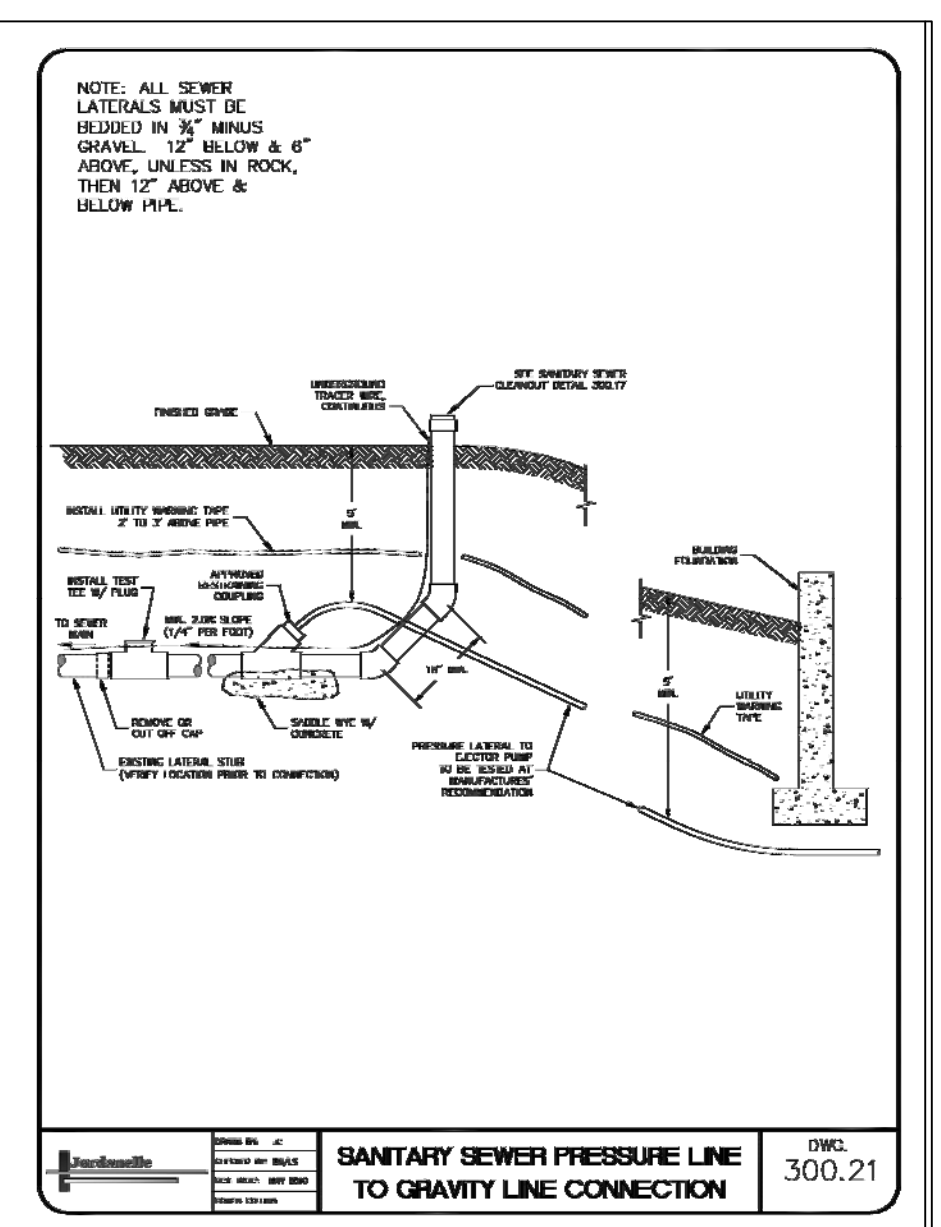 NOTE: ALL SEWER
LATERALS MUST BE
BEDDED IN ¾" MINUS
GRAVEL. 12" BELOW & 6"
ABOVE, UNLESS IN ROCK,
THEN 12" ABOVE &
BELOW PIPE.
SEE SANITARY SEWER
CLEANOUT DETAIL 300.17
UNDERGROUND
TRACER WIRE,
CONTINUOUS
FINISHED GRADE
INSTALL UTILITY WARNING TAPE
2' TO 3' ABOVE PIPE
5'
MIN.
BUILDING
FOUNDATION
INSTALL TEST
TEE W/ PLUG
APPROVED
RESTRAINING
COUPLING
TO SEWER
MAIN
MIN. 2.0% SLOPE
(1/4" PER FOOT)
18" MIN.
5'
MIN.
UTILITY
WARNING
TAPE
REMOVE OR
CUT OFF CAP
SADDLE WYE W/
CONCRETE
EXISTING LATERAL STUB
(VERIFY LOCATION PRIOR TO CONNECTION)
PRESSURE LATERAL TO
EJECTOR PUMP
TO BE TESTED AT
MANUFACTURES'
RECOMMENDATION
Jordanelle
DRAWN BY: JC
SANITARY SEWER PRESSURE LINE
TO GRAVITY LINE CONNECTION
DWG.
300.21